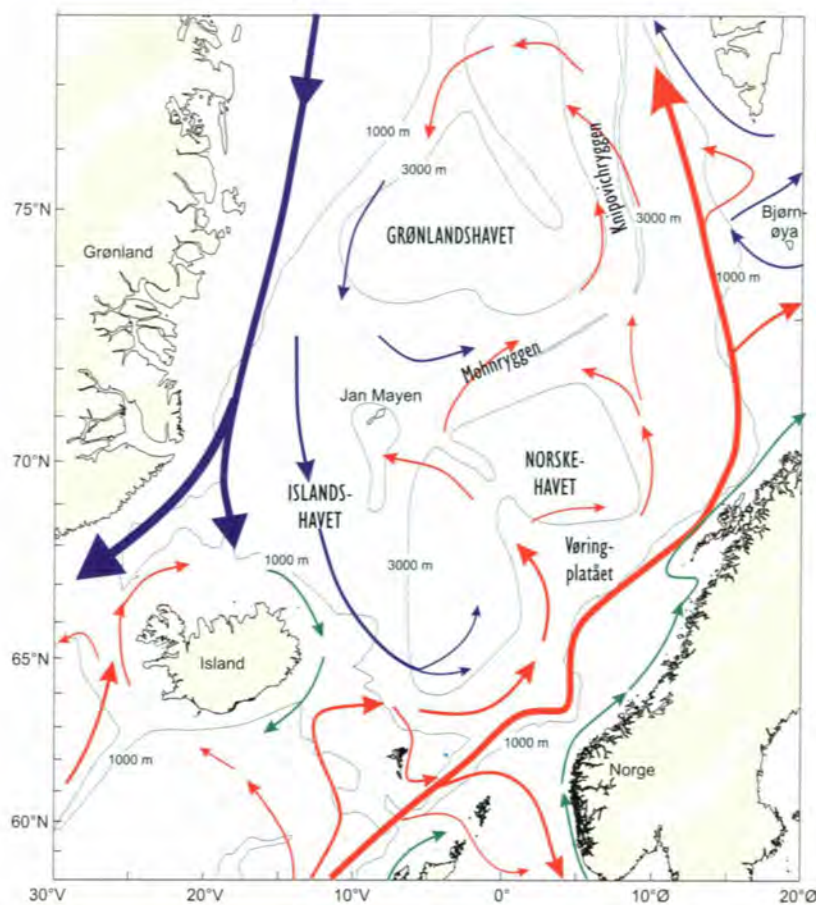 1000 m
3000 m
Knipovichryggen
75°N
3000 m
Bjørn-
øya
GRØNLANDSHAVET
Grønland
1000 m
Mohnryggen
Jan Mayen
70°N
NORSKE-
HAVET
ISLANDS-
HAVET
Vøring-
platået
1000 m
3000 m
65°N
Island
1000 m
1000 m
Norge
60°N
30°V
20°V
10°V
0°
10°Ø
20°Ø